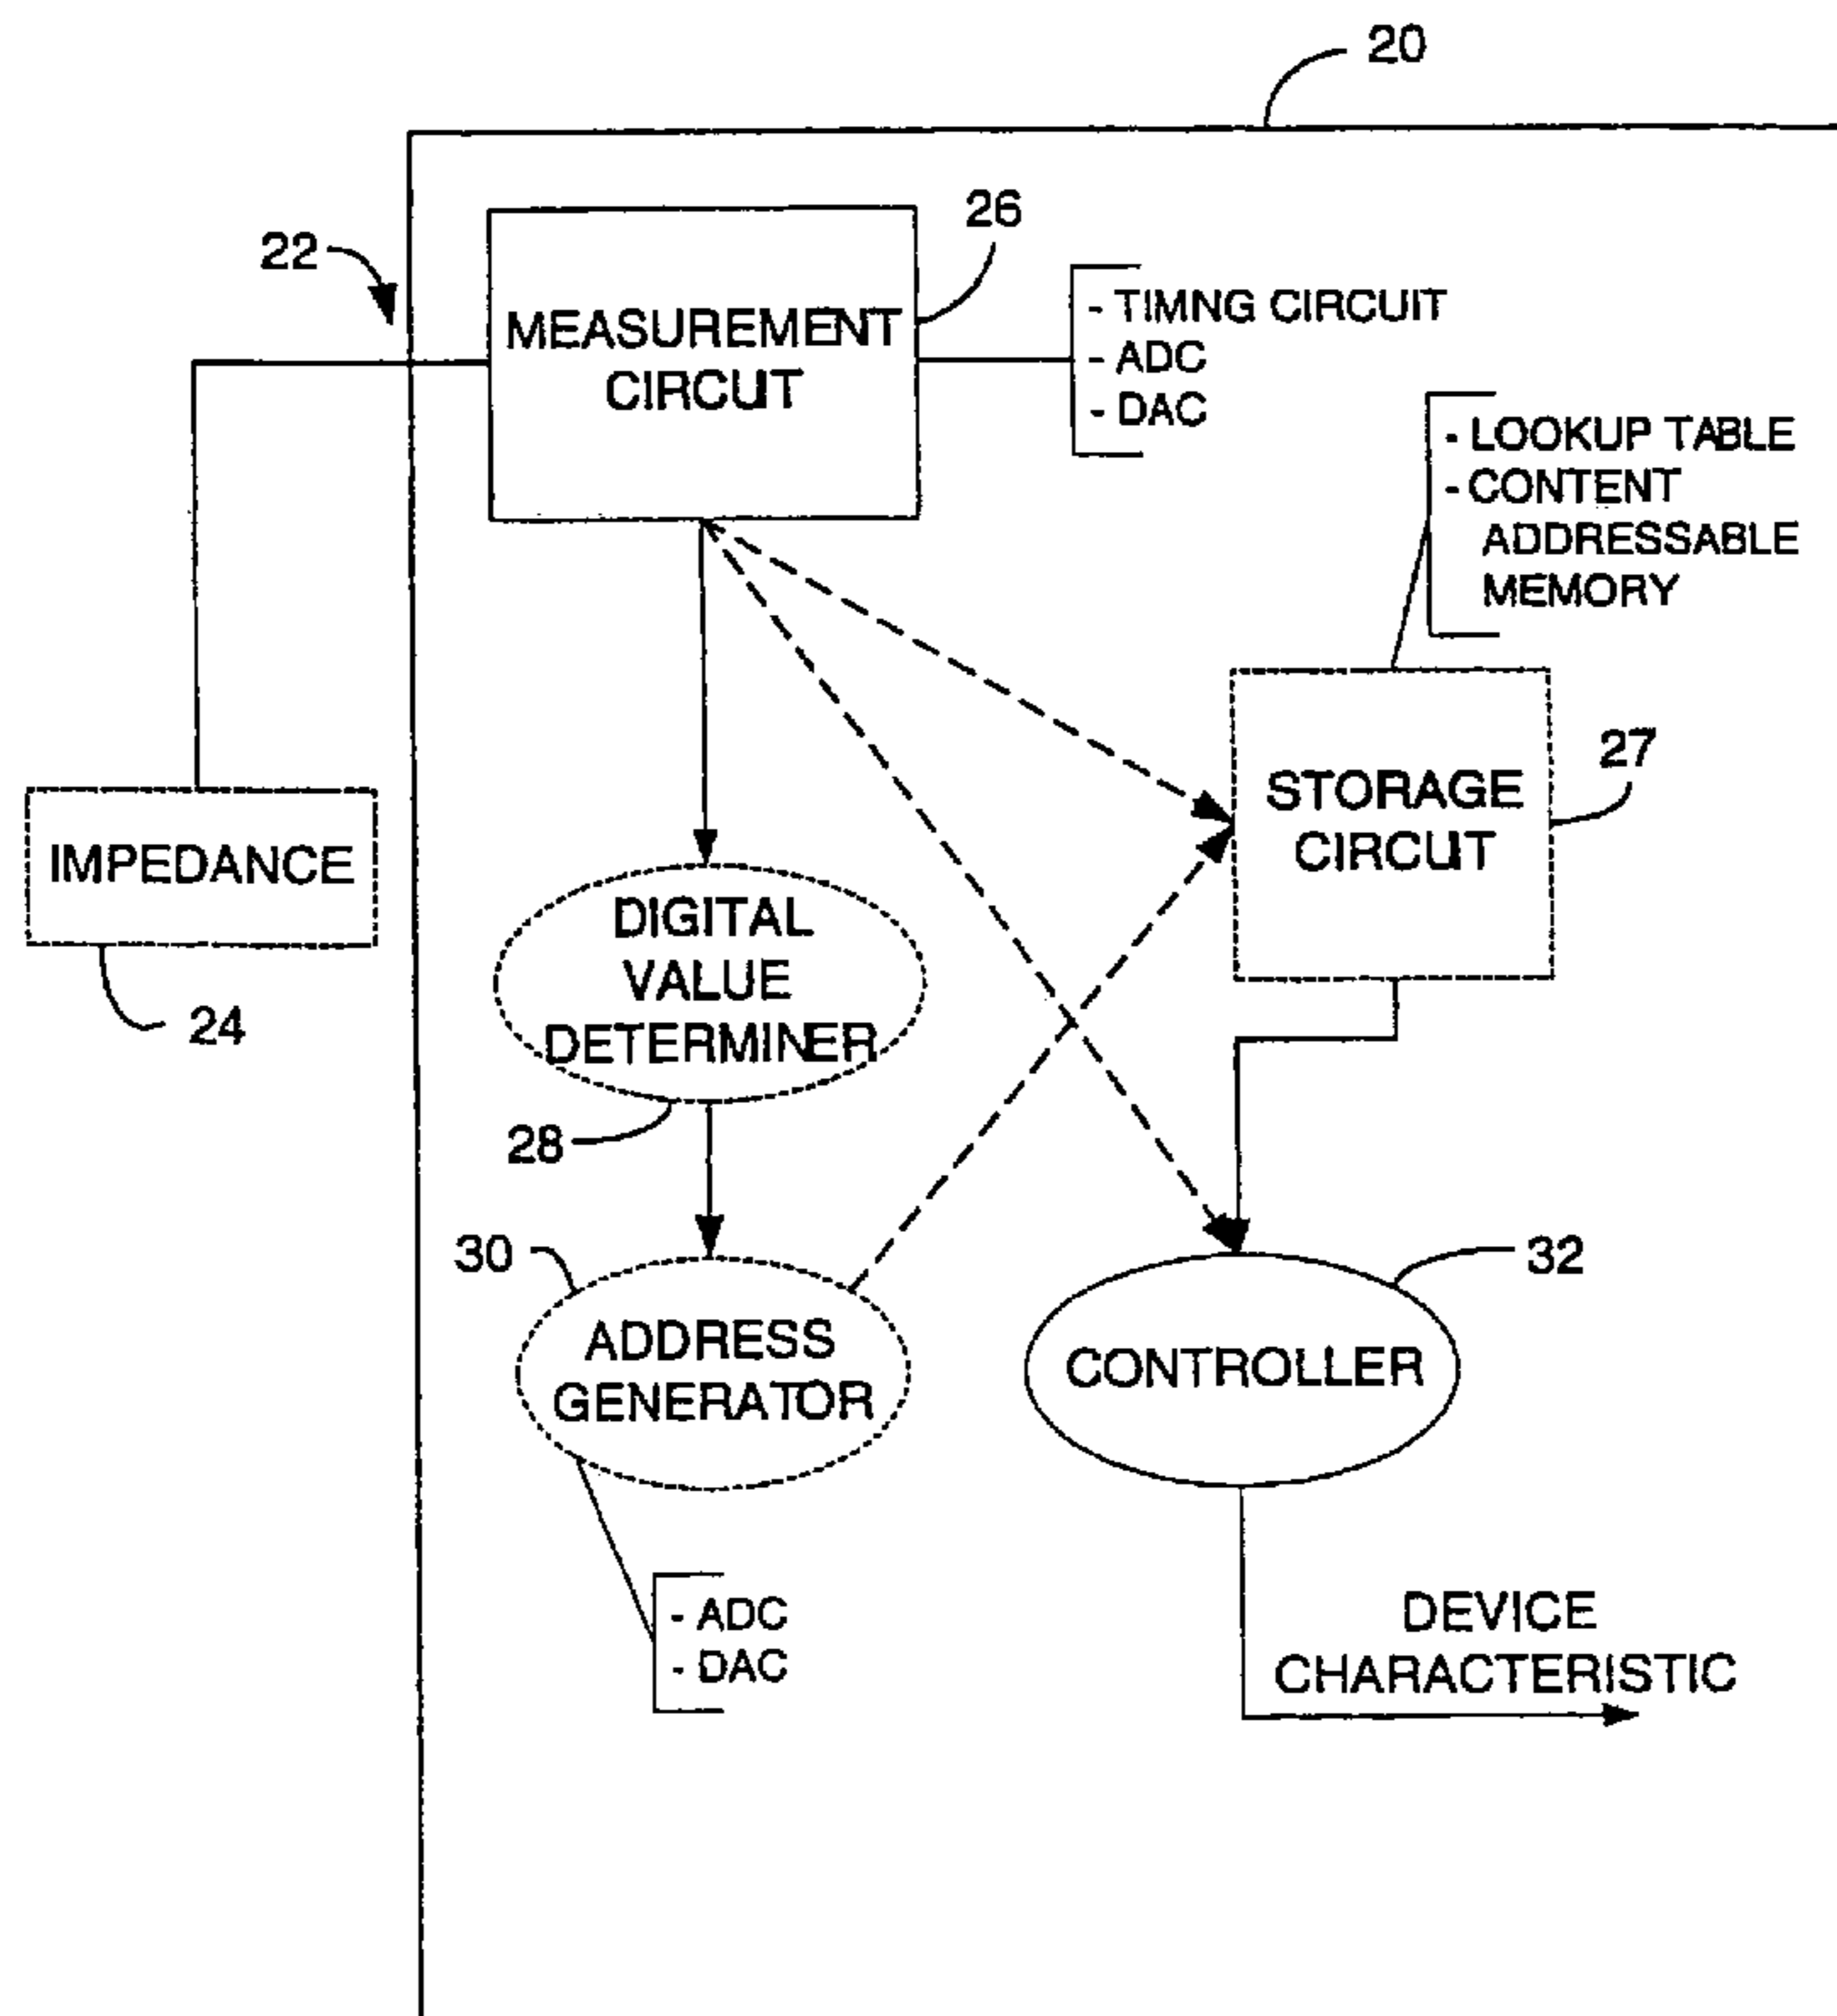 20
26
22
MEASUREMENT
CIRCUIT
- TIMNG CIRCUIT
- ADC
- DAC
- LOOKUP TABLE
- CONTENT
ADDRESSABLE
MEMORY
27
STORAGE
CIRCUIT
IMPEDANCE
24
DIGITAL
VALUE
DETERMINER
28
30
32
ADDRESS
GENERATOR
CONTROLLER
- ADC
- DAC
DEVICE
CHARACTERISTIC